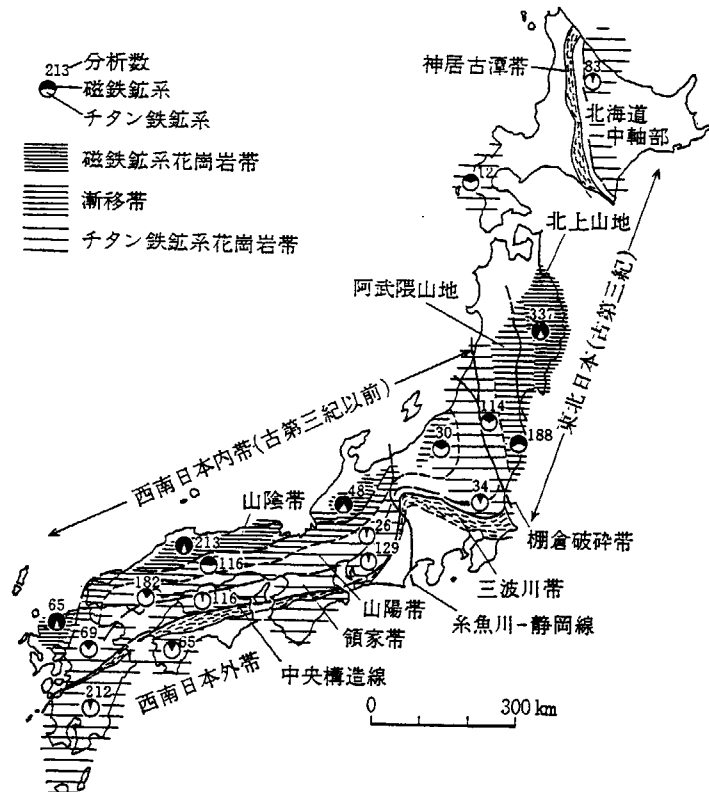 213 分析数
磁鉄鉱系
チタン鉄鉱系
磁鉄鉱系花崗岩帯
漸移帯
チタン鉄鉱系花崗岩帯
神居古潭帯
83
北海道
中軸部
12
北上山地
阿武隈山地
337
東北日本(古第三紀)
西南日本内帯(古第三紀以前)
114
30
188
48
34
山陰帯
26
棚倉破砕帯
213
129
116
三波川帯
182
116
山陽帯
糸魚川-静岡線
65
領家帯
69
65
中央構造線
西南日本外帯
212
0 300 km